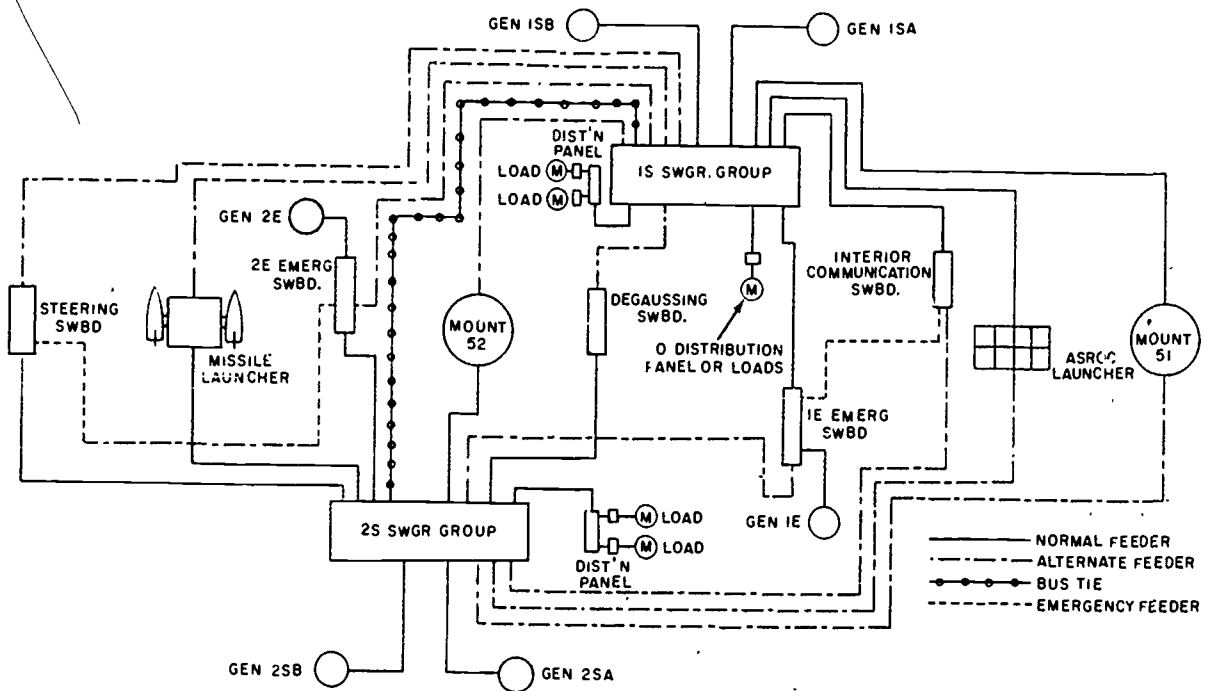 GEN 1SB
GEN 1SA
DIST'N
PANEL
LOAD
M
LOAD
M
1S SWGR. GROUP
GEN 2E
2E EMERG
SWBD.
STEERING
SWBD
MISSILE
LAUNCHER
MOUNT
52
DEGAUSSING
SWBD.
M
O DISTRIBUTION
PANEL OR LOADS
INTERIOR
COMMUNICATION
SWBD.
ASROC
LAUNCHER
MOUNT
51
1E EMERG
SWBD
GEN 1E
2S SWGR GROUP
M LOAD
M LOAD
DIST'N
PANEL
NORMAL FEEDER
ALTERNATE FEEDER
BUS TIE
EMERGENCY FEEDER
GEN 2SB
GEN 2SA